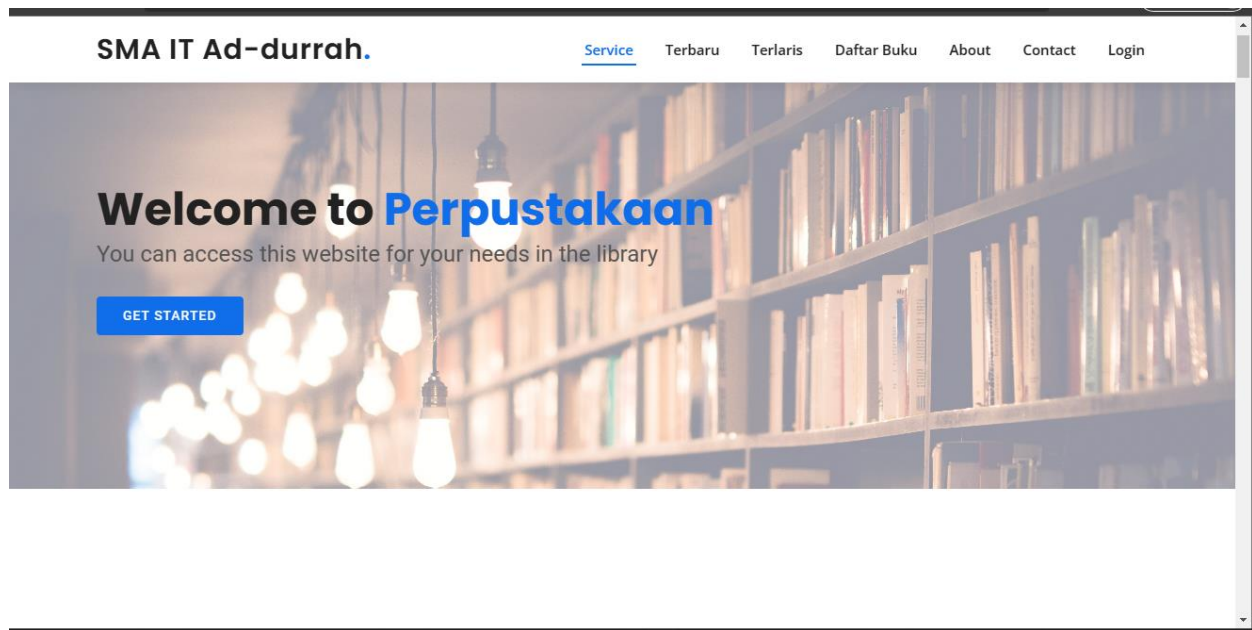 SMA IT Ad-durrah.
Service Terbaru Terlaris Daftar Buku About Contact Login
Welcome to Perpustakaan
You can access this website for your needs in the library
GET STARTED